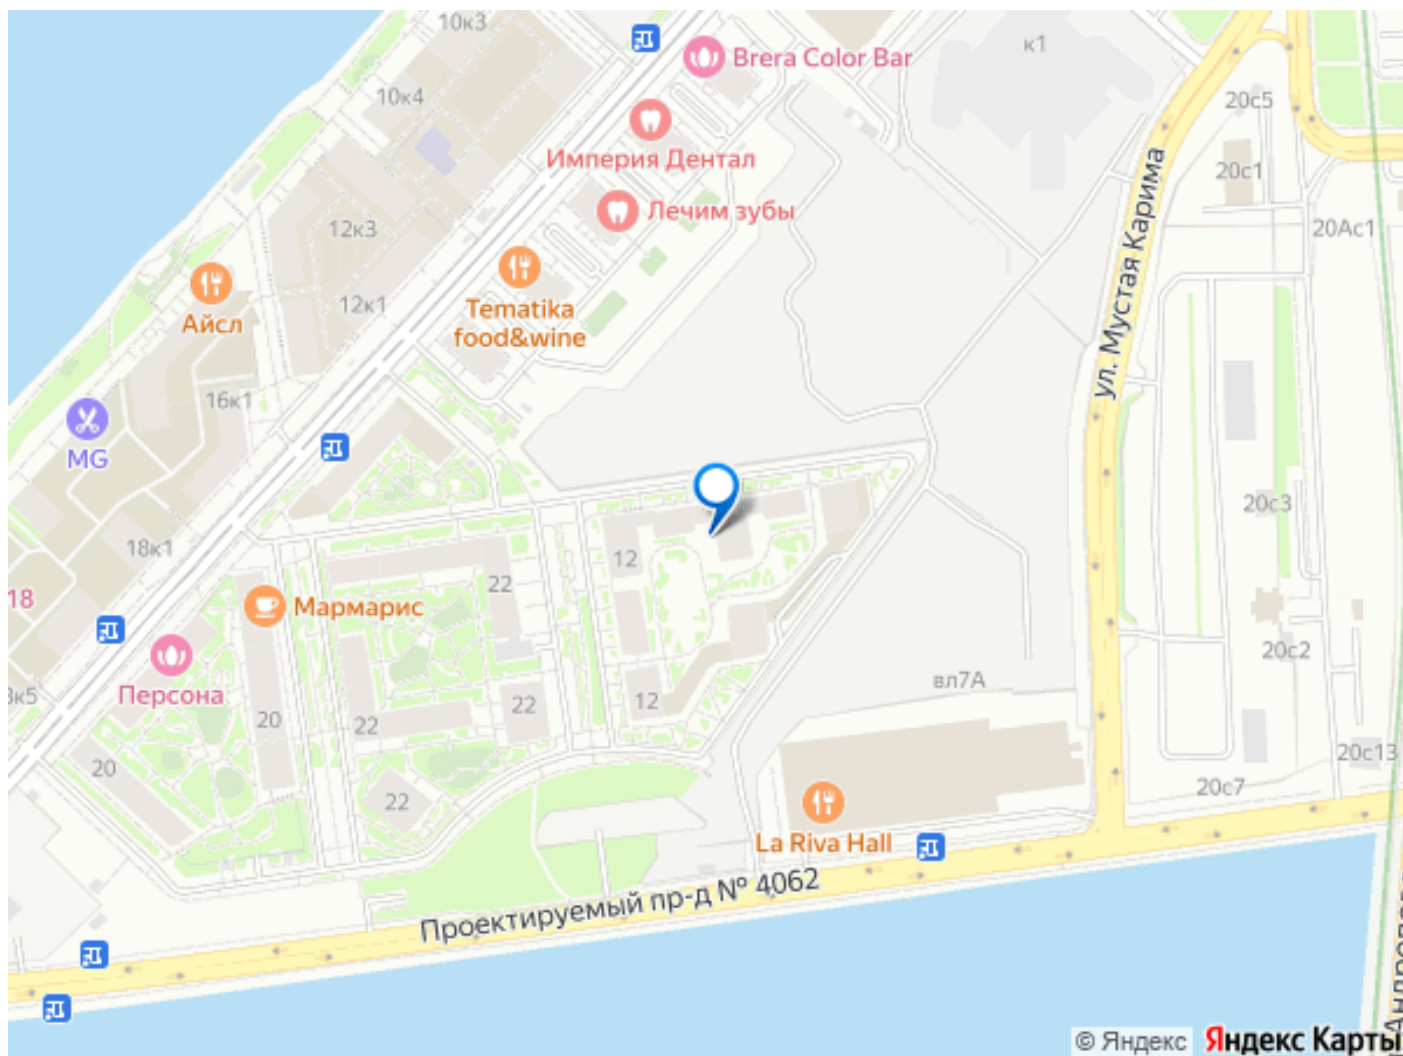 10к3
к1
Brera Color Bar
10к4
20с5
Империя Дентал
20с1
Лечим зубы
12к3
20Ас1
ул. Мустая Карима
12к1
Айсл
Tematika
food&wine
16к1
MG
20с3
18к1
12
22
18
Мармарис
20с2
вл7А
Персона
3к5
12
22
20
22
20
20с13
20с7
22
La Riva Hall
Проектируемый пр-д № 4062
© Яндекс
Яндекс Карты